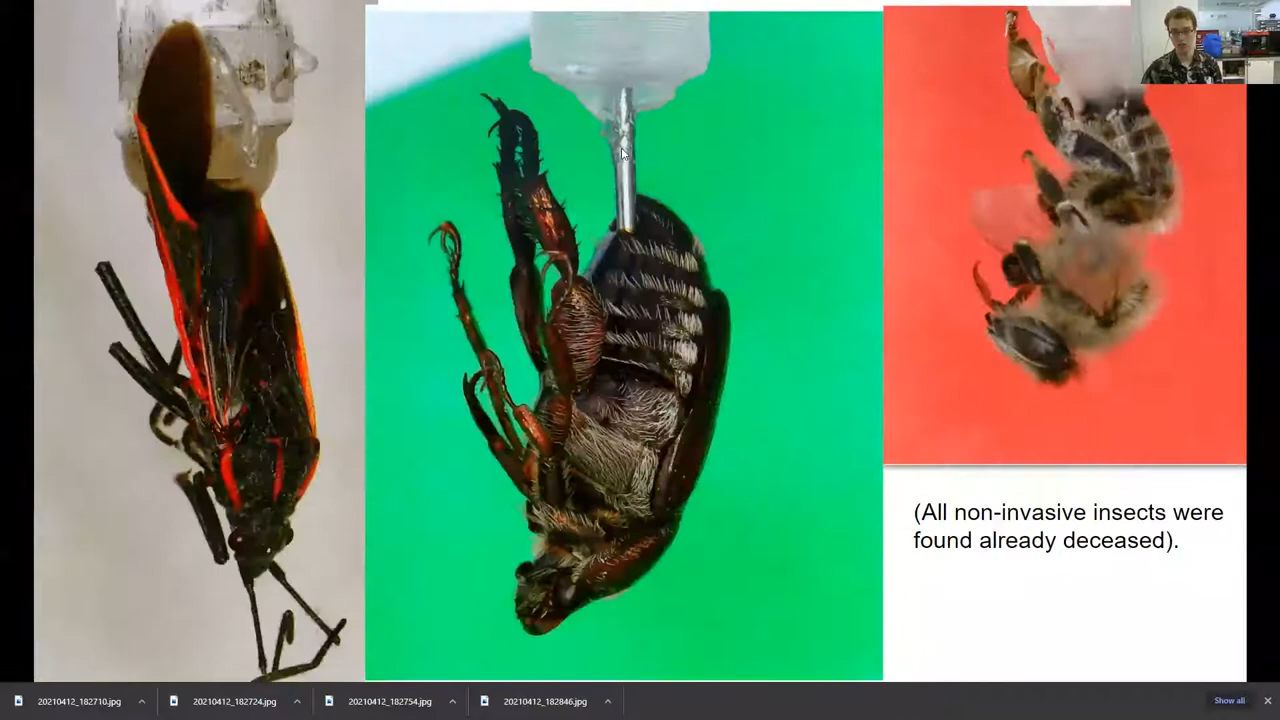 (All non-invasive insects were
found already deceased).
20210412_182710.jpg
20210412_182724.jpg
20210412_182754.jpg
20210412_182846.jpg
Show all